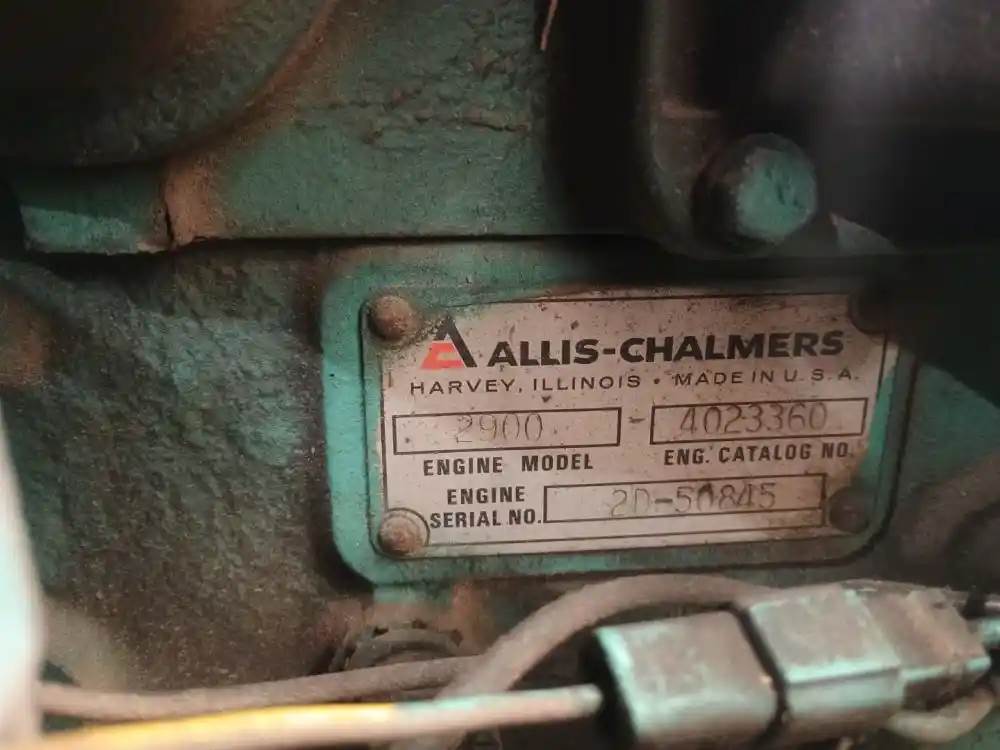 ALLIS-CHALMERS
HARVEY, ILLINOIS • MADE IN U.S.A.
2900 - 4023360
ENGINE MODEL ENG. CATALOG NO.
ENGINE SERIAL NO. 2D-50845